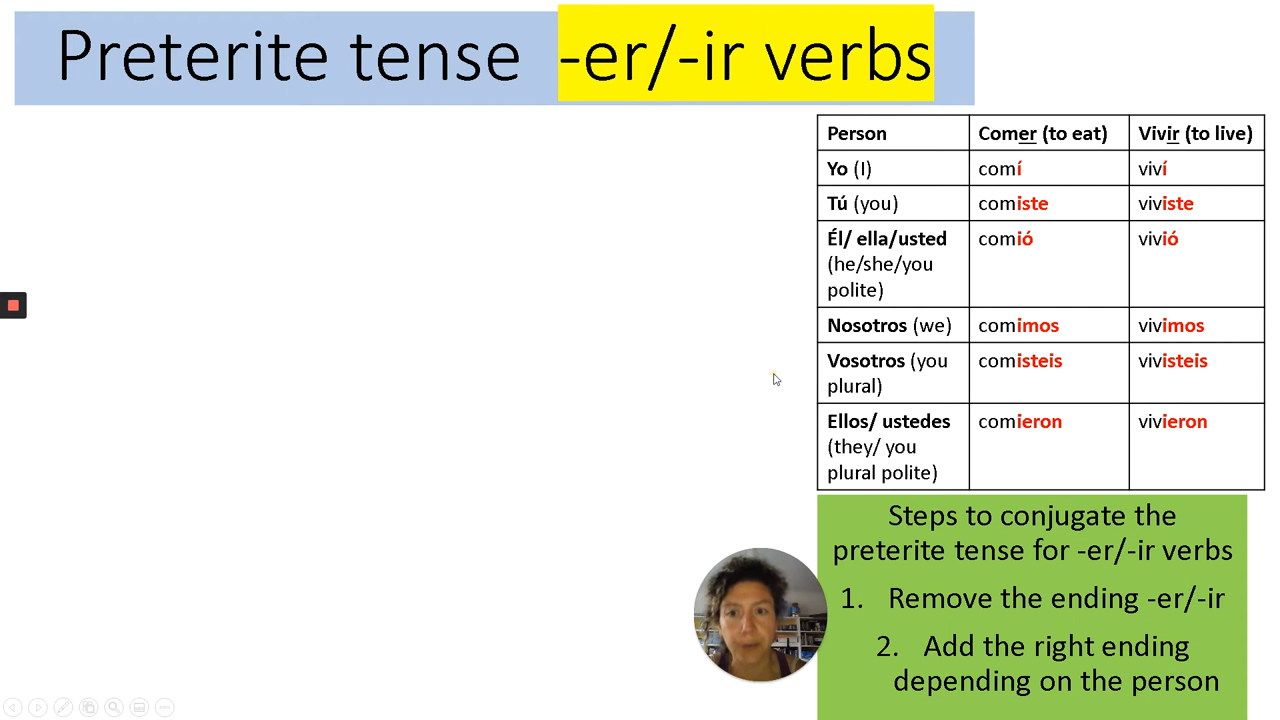 Preterite tense -er/-ir verbs
Person Comer (to eat) Vivir (to live)
Yo (I) comí viví
Tú (you) comiste viviste
Él/ ella/usted comió vivió
(he/she/you
polite)
Nosotros (we) comimos vivimos
Vosotros (you comisteis vivisteis
plural)
Ellos/ ustedes comieron vivieron
(they/ you
plural polite)
Steps to conjugate the
preterite tense for -er/-ir verbs
1. Remove the ending -er/-ir
2. Add the right ending
depending on the person